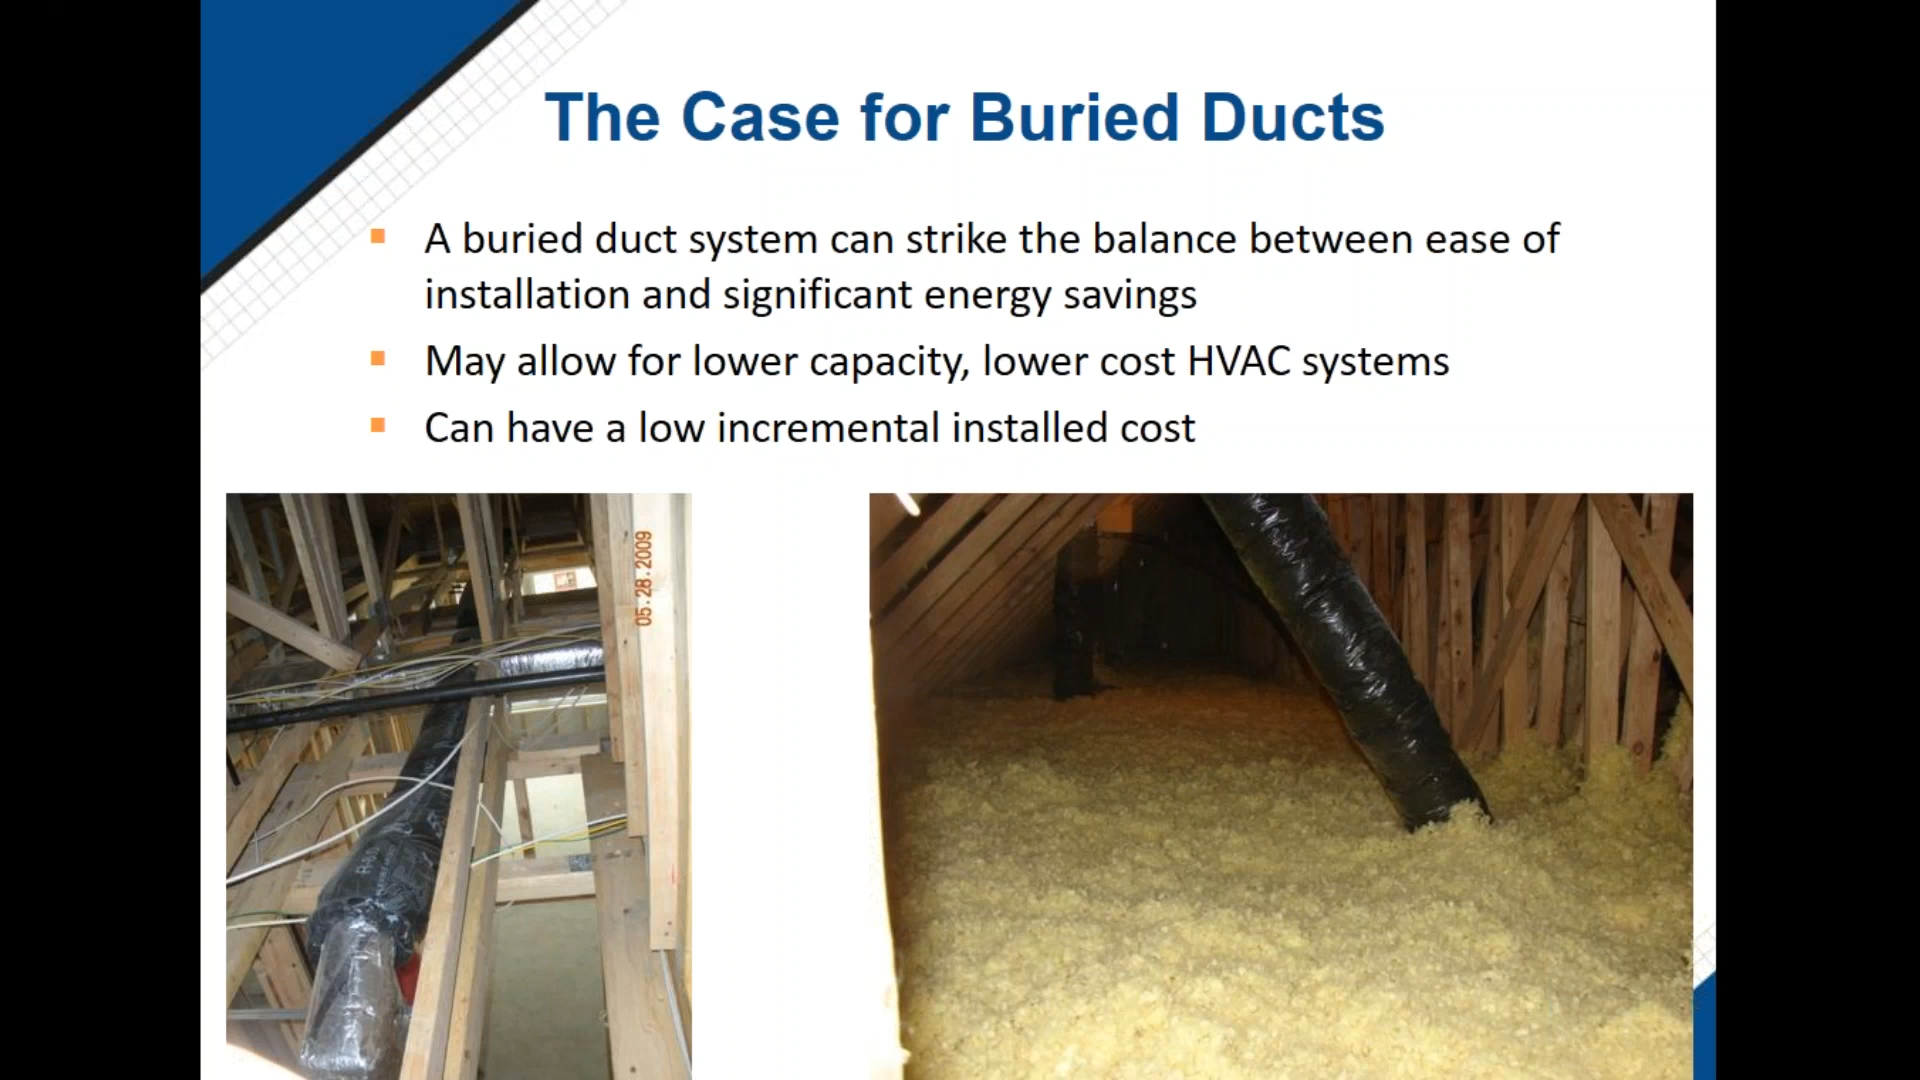 The Case for Buried Ducts
A buried duct system can strike the balance between ease of
installation and significant energy savings
May allow for lower capacity, lower cost HVAC systems
Can have a low incremental installed cost
05.28.2009